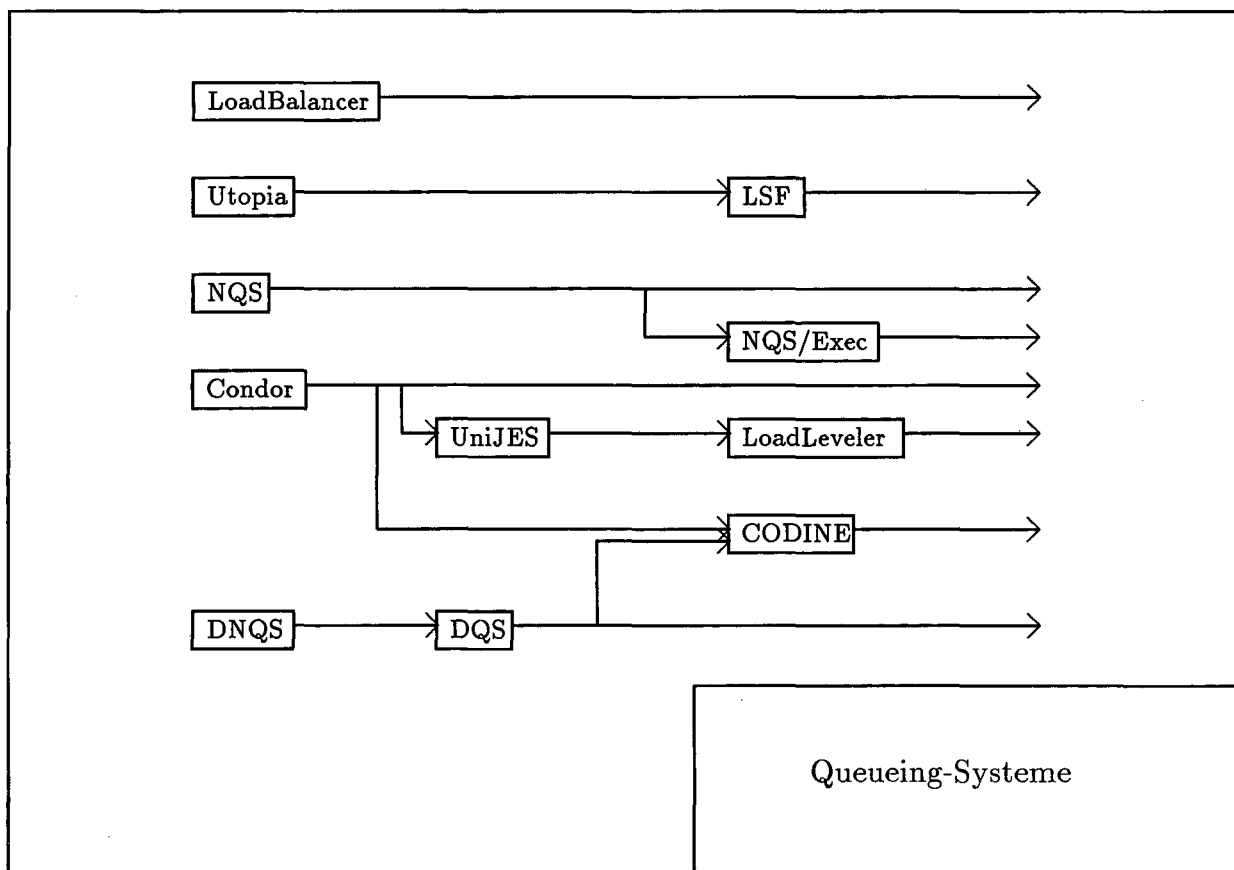 LoadBalancer
Utopia
LSF
NQS
NQS/Exec
Condor
UniJES
LoadLeveler
CODINE
DNQS
DQS
Queueing-Systeme